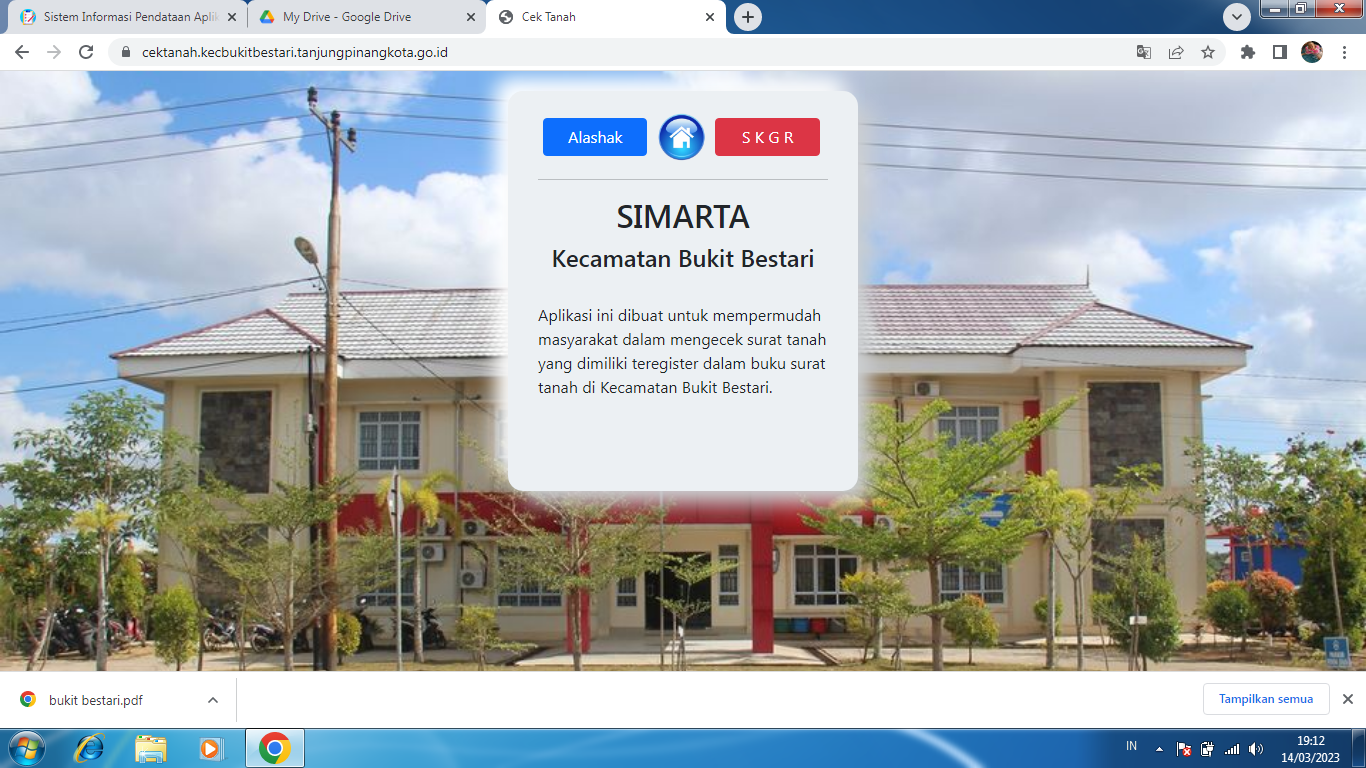 Sistem Informasi Pendataan Aplik
My Drive - Google Drive
Cek Tanah
cektanah.kecbukitbestari.tanjungpinangkota.go.id
Alashak
S K G R
SIMARTA
Kecamatan Bukit Bestari
Aplikasi ini dibuat untuk mempermudah
masyarakat dalam mengecek surat tanah
yang dimiliki teregister dalam buku surat
tanah di Kecamatan Bukit Bestari.
bukit bestari.pdf
Tampilkan semua
IN
19:12
14/03/2023